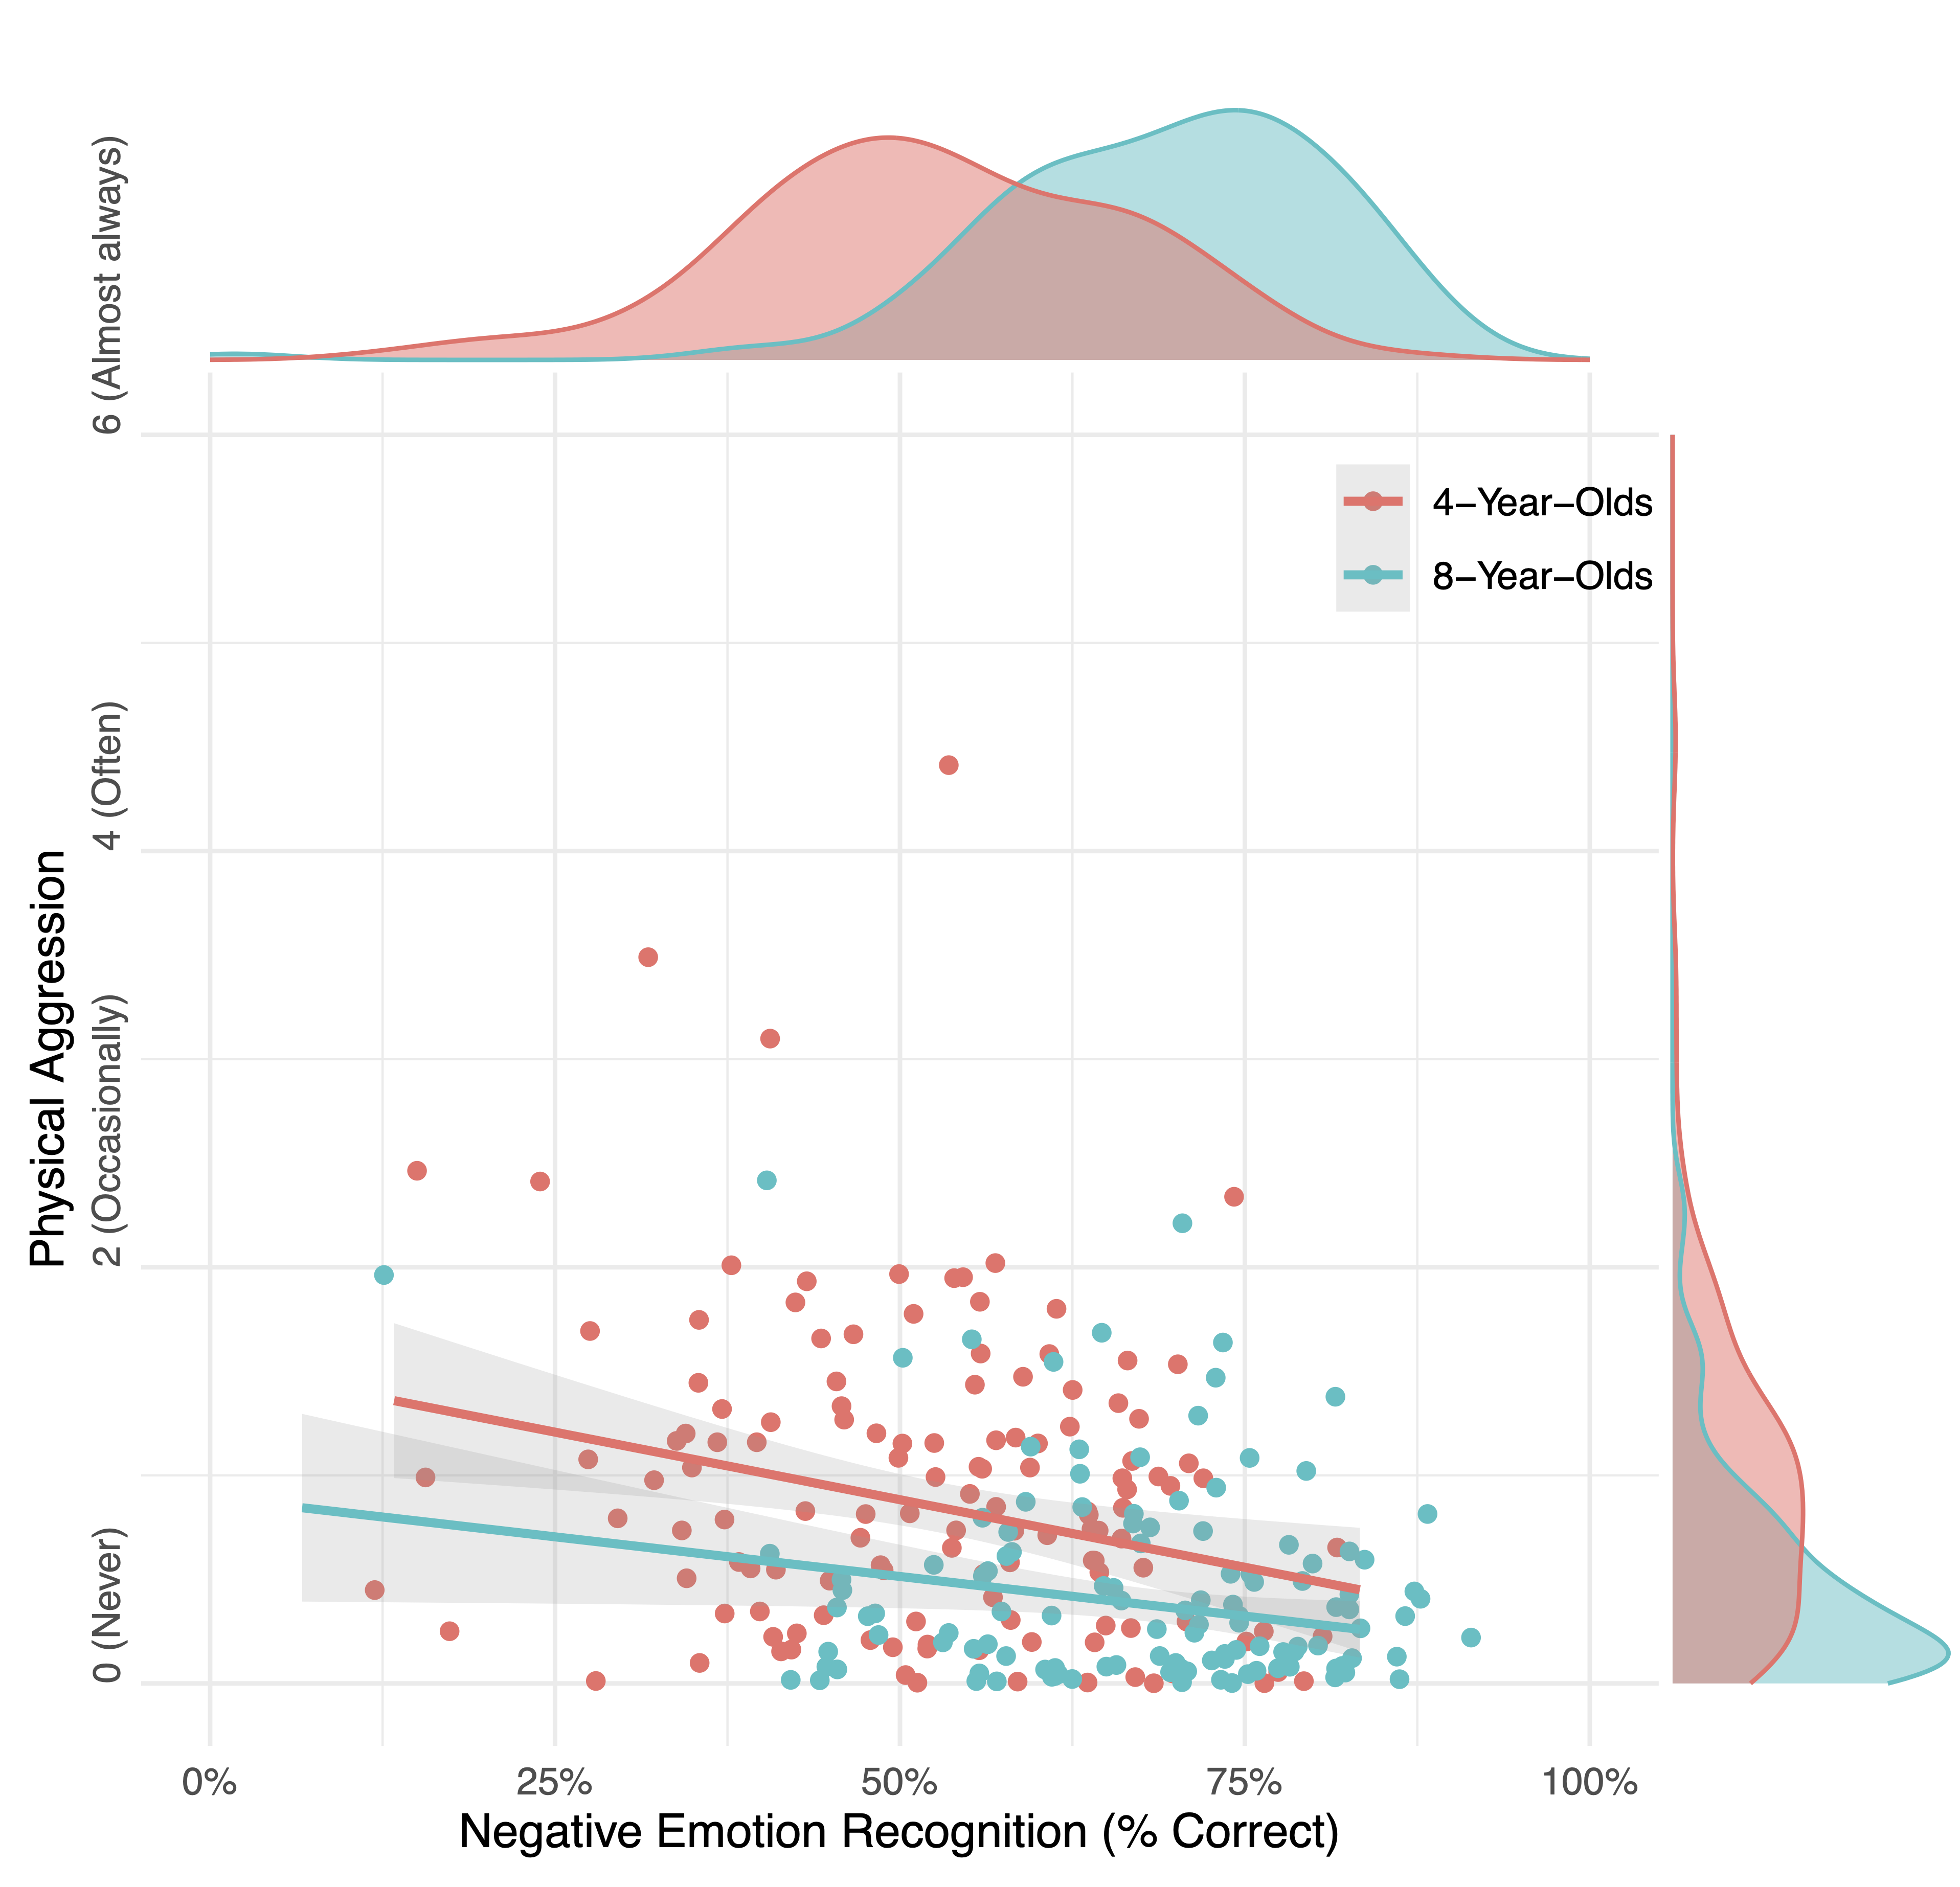 6 (Almost always)
4–Year–Olds
8–Year–Olds
4 (Often)
Physical Aggression
2 (Occasionally)
0 (Never)
0%
25%
50%
75%
100%
Negative Emotion Recognition (% Correct)